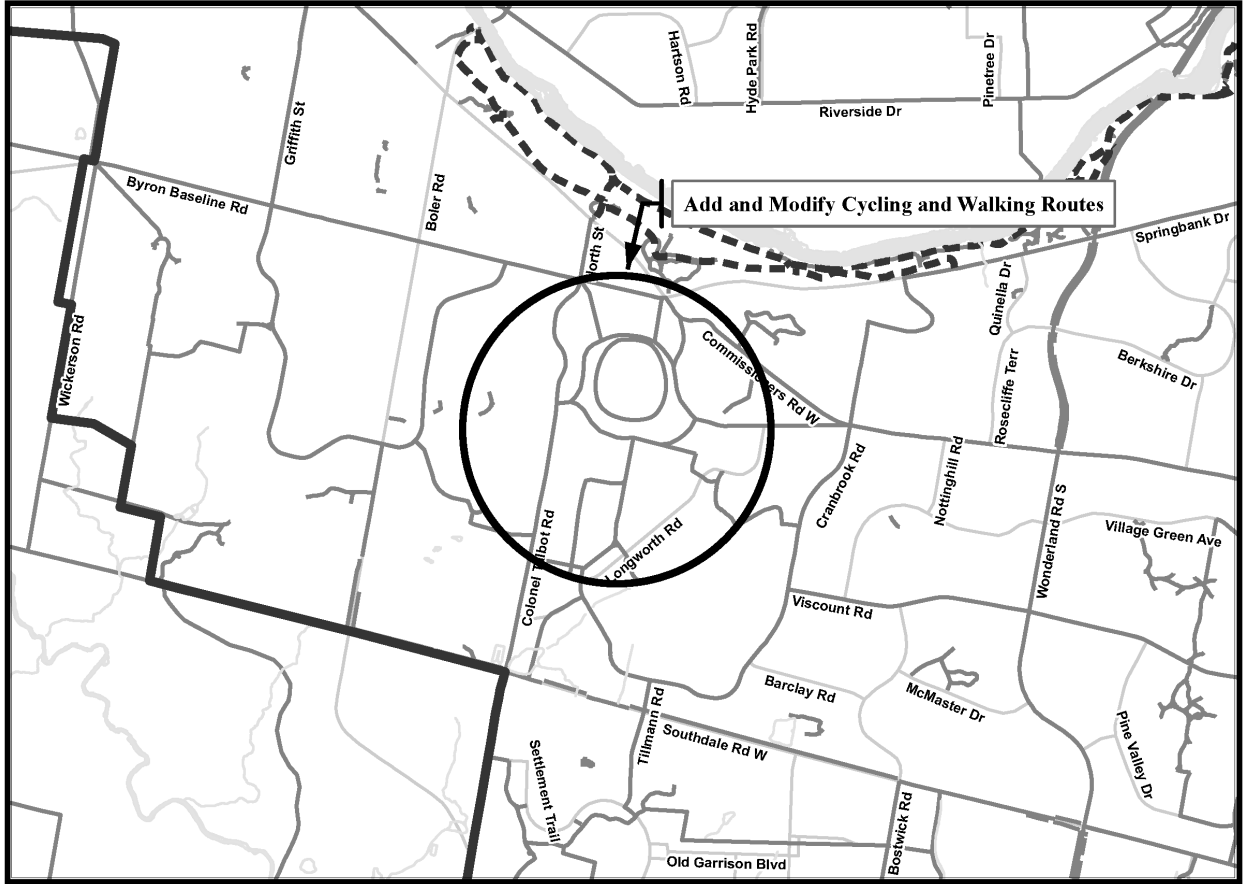 Hartson Rd
Hyde Park Rd
Pinetree Dr
Riverside Dr
Griffith St
Byron Baseline Rd
Boler Rd
Add and Modify Cycling and Walking Routes
Springbank Dr
North St
Quinella Dr
Wickerson Rd
Commissioners Rd W
Rosecliffe Terr
Berkshire Dr
Cranbrook Rd
Nottinghill Rd
Wonderland Rd S
Village Green Ave
Colonel Talbot Rd
Longworth Rd
Viscount Rd
Barclay Rd
McMaster Dr
Tillmann Rd
Southdale Rd W
Pine Valley Dr
Settlement Trail
Bostwick Rd
Old Garrison Blvd